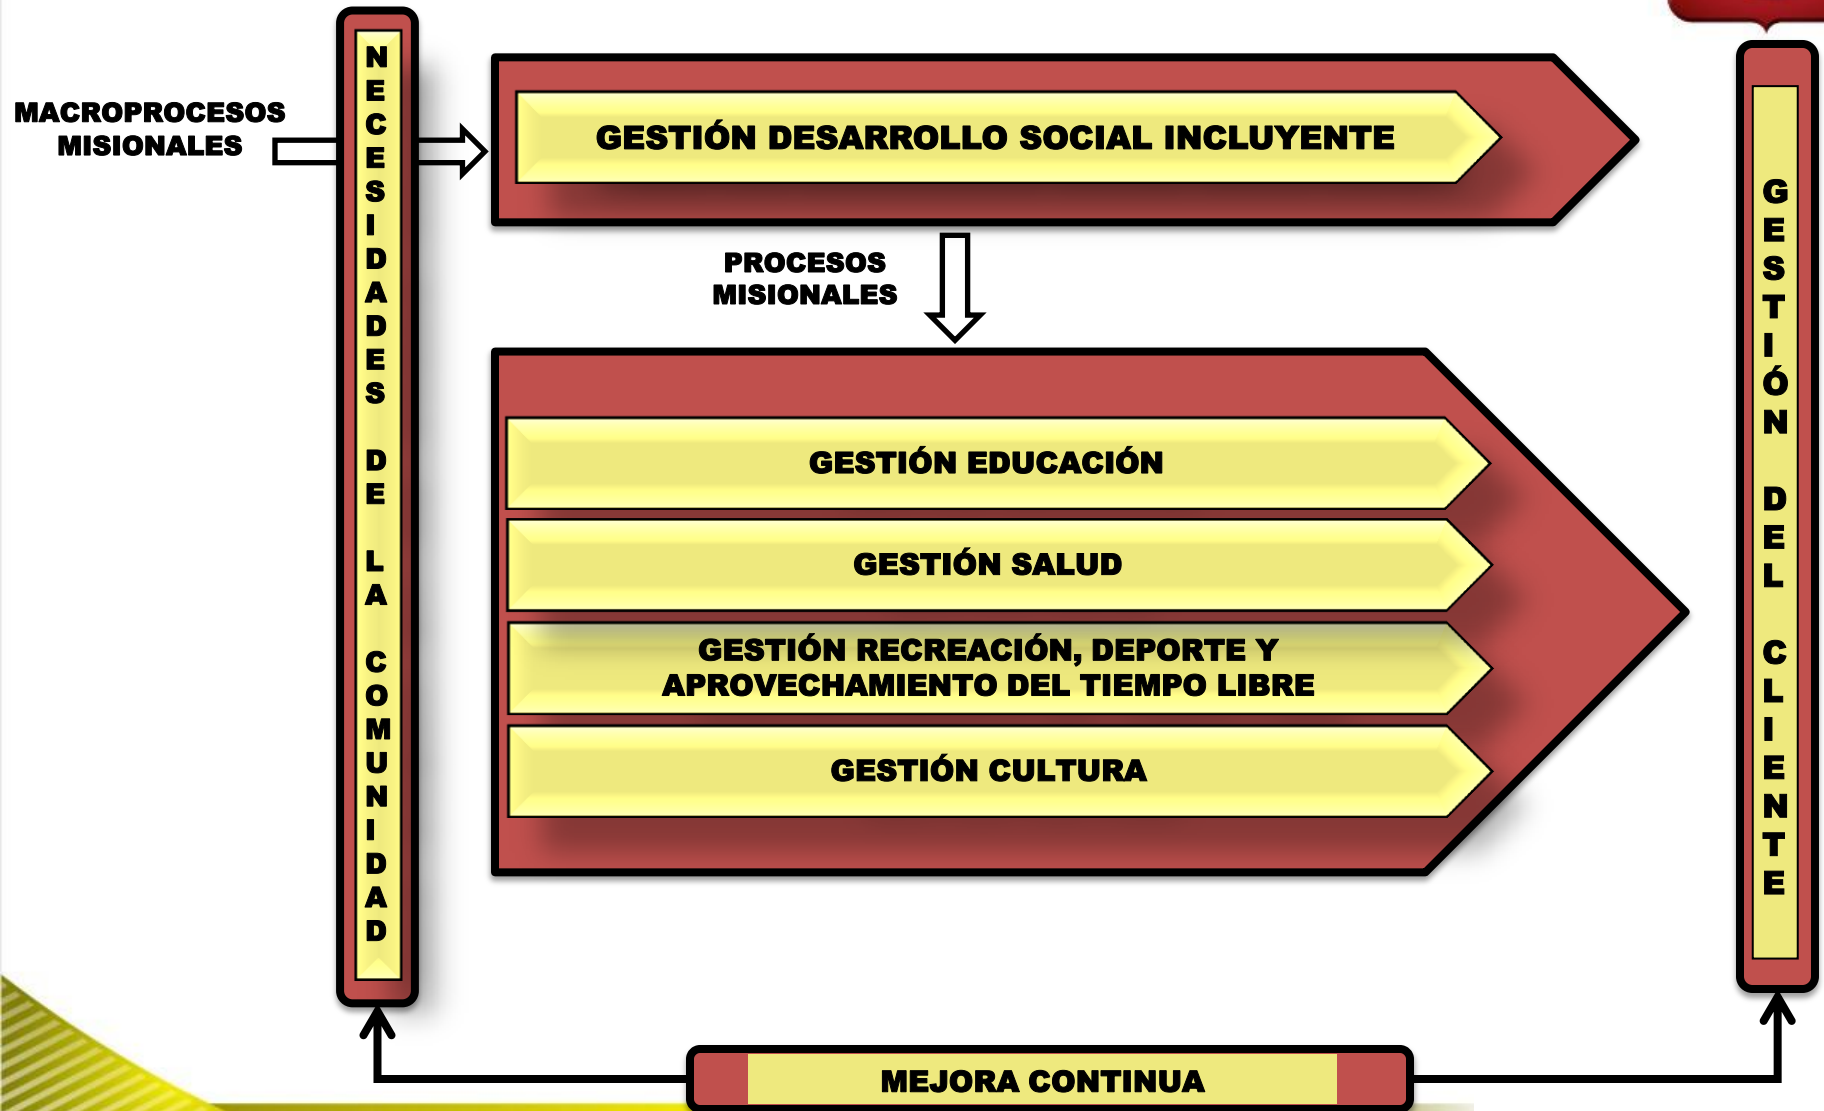 MACROPROCESOS
MISIONALES
NECESIDADES DE LA COMUNIDAD
GESTIÓN DESARROLLO SOCIAL INCLUYENTE
PROCESOS
MISIONALES
GESTIÓN EDUCACIÓN
GESTIÓN SALUD
GESTIÓN RECREACIÓN, DEPORTE Y
APROVECHAMIENTO DEL TIEMPO LIBRE
GESTIÓN CULTURA
GESTIÓN DEL CLIENTE
MEJORA CONTINUA